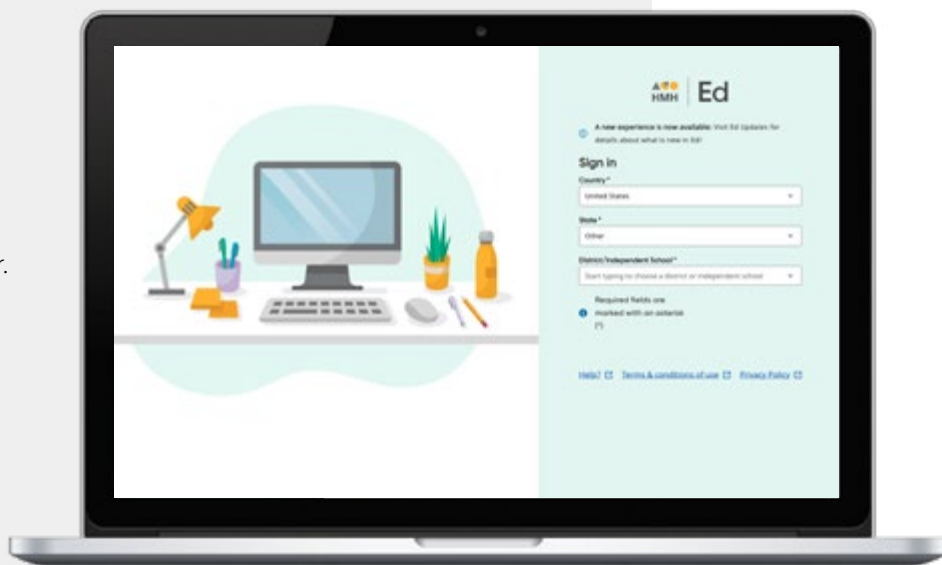 HMH
Ed
A new experience is now available: Visit Ed Updates for
details about what is new in Ed!
Sign in
Country*
United States
State*
Other
District/Independent School*
Start typing to choose a district or independent school
Required fields are
marked with an asterisk
(*)
r.
Help? Terms & conditions of use Privacy Policy